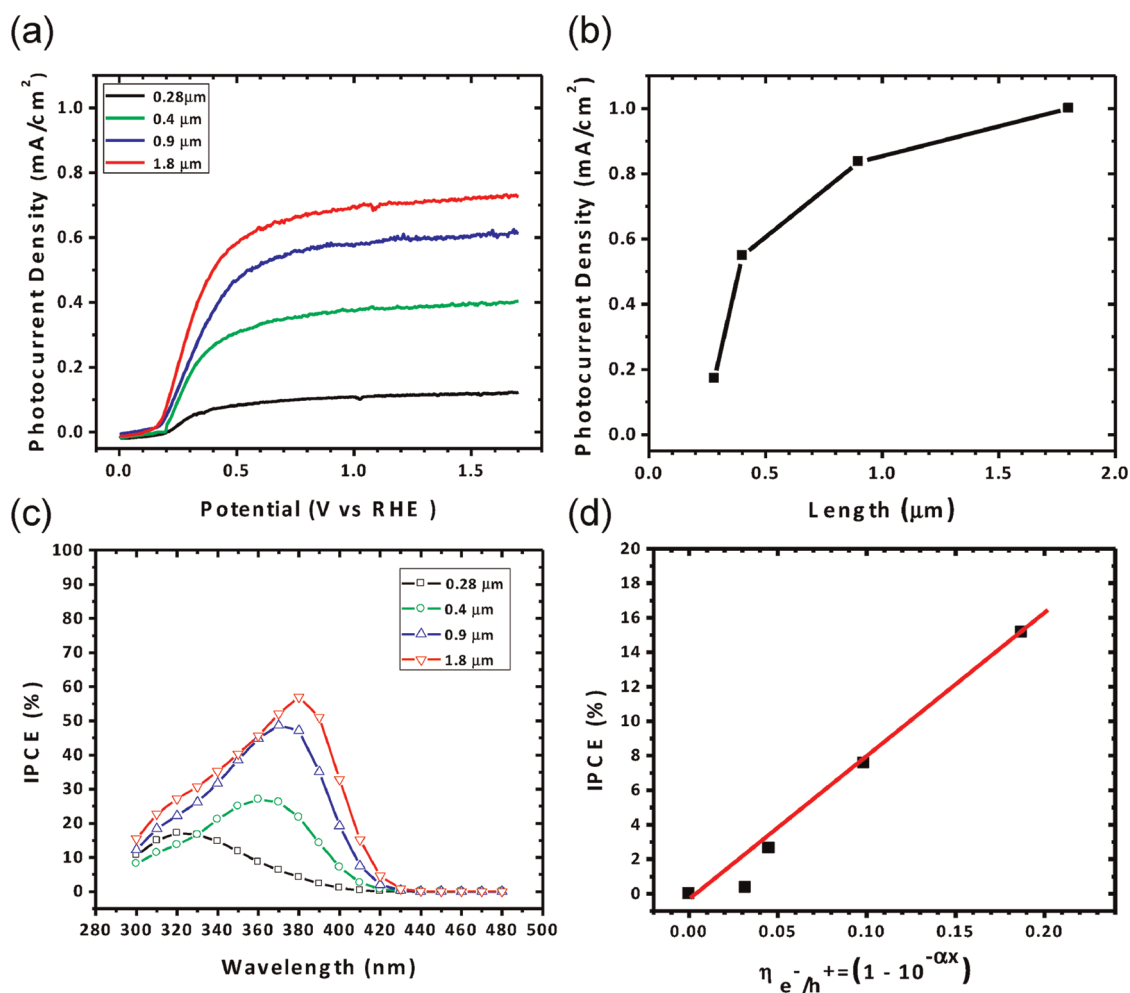 (a)
Photocurrent Density (mA/cm²)
1.0
0.8
0.6
0.4
0.2
0.0
0.28μm
0.4 μm
0.9 μm
1.8 μm
0.0 0.5 1.0 1.5
Potential (V vs RHE )
(b)
Photocurrent Density (mA/cm²)
1.0
0.8
0.6
0.4
0.2
0.0
0.0 0.5 1.0 1.5 2.0
Length (μm)
(c)
IPCE (%)
100
90
80
70
60
50
40
30
20
10
0
0.28 μm
0.4 μm
0.9 μm
1.8 μm
280 320 360 400 420 440 460 480 500
Wavelength (nm)
(d)
IPCE (%)
20
18
16
14
12
10
8
6
4
2
0
0.00 0.05 0.10 0.15 0.20
η e⁻/h⁺=(1 - 10^-αx)